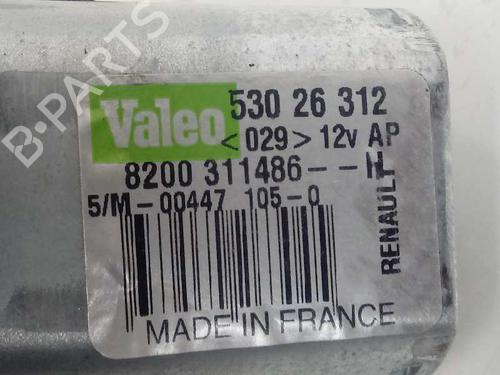 Valeo 530 26 312
<029> 12v AP
8200 311486--H
5/M-00447 105-0
RENAULT
MADE IN FRANCE
B-PARTS